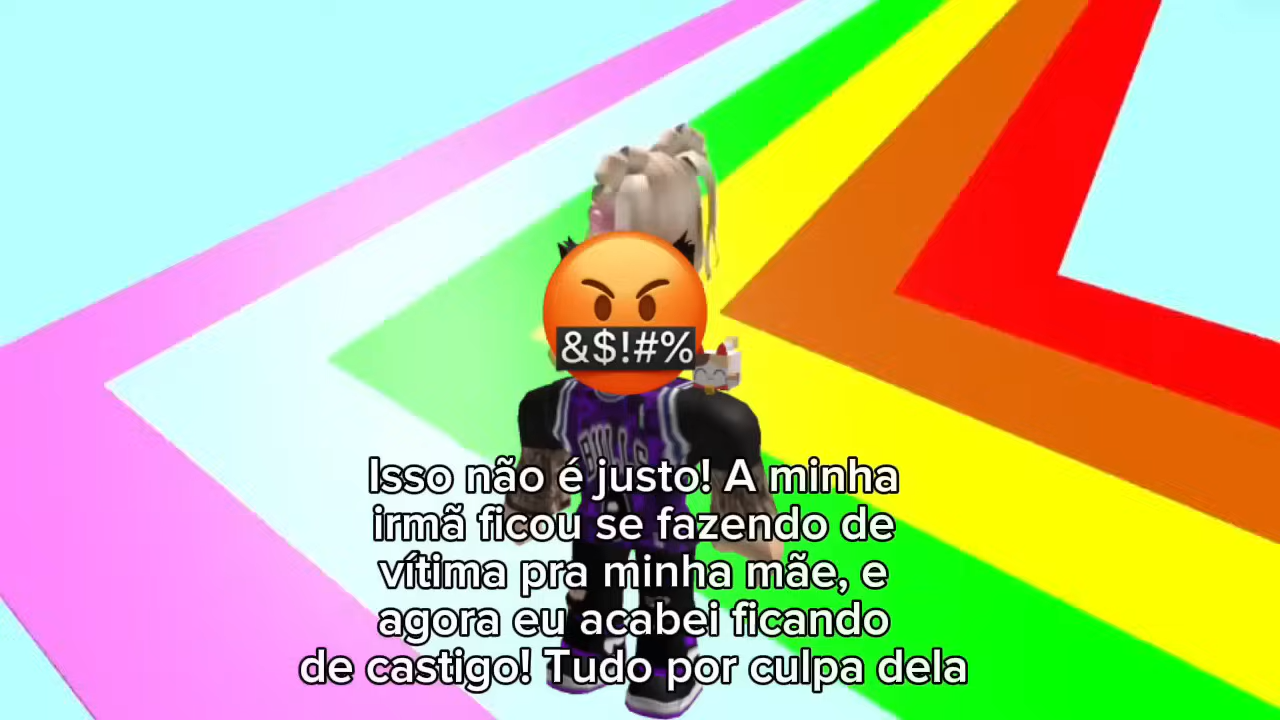 &$!#%
BULLS
Isso não é justo! A minha
irmã ficou se fazendo de
vítima pra minha mãe, e
agora eu acabei ficando
de castigo! Tudo por culpa dela